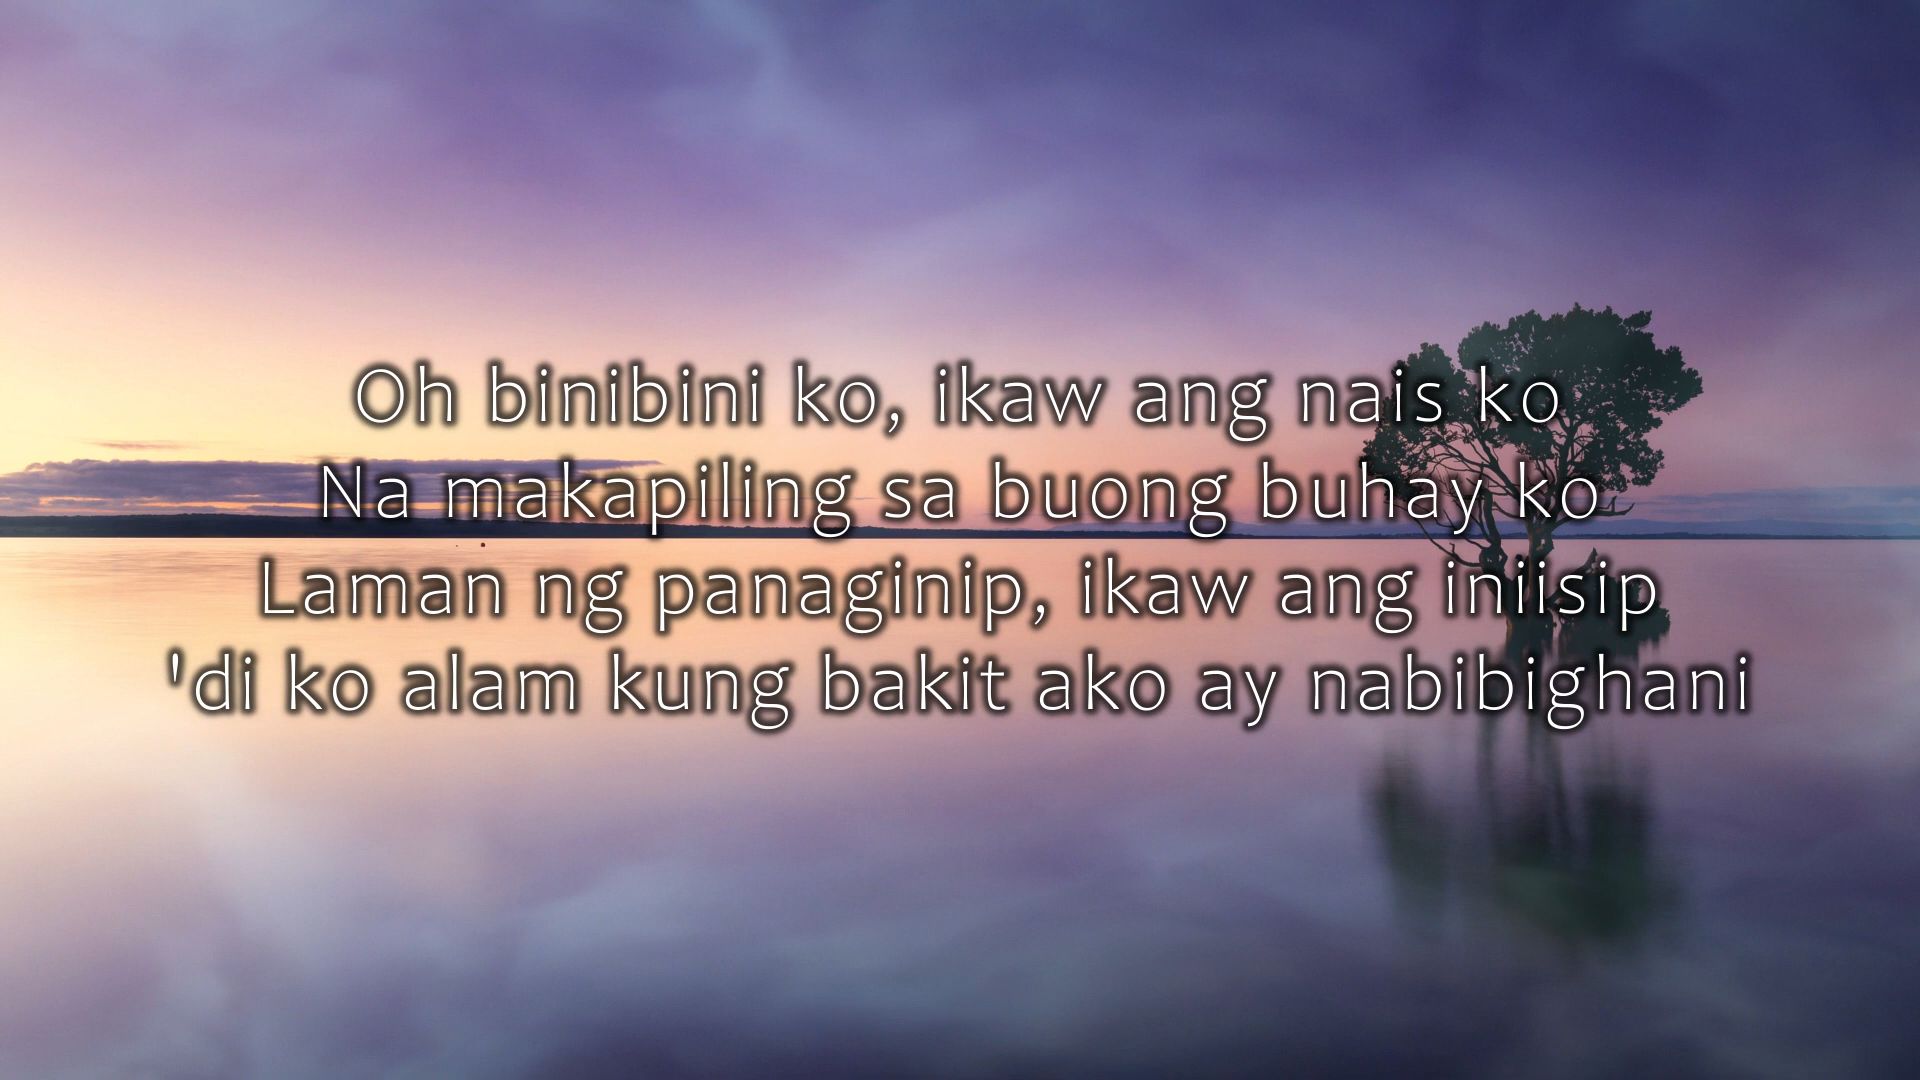 Oh binibini ko, ikaw ang nais ko
Na makapiling sa buong buhay ko
Laman ng panaginip, ikaw ang iniisip
'di ko alam kung bakit ako ay nabibighani